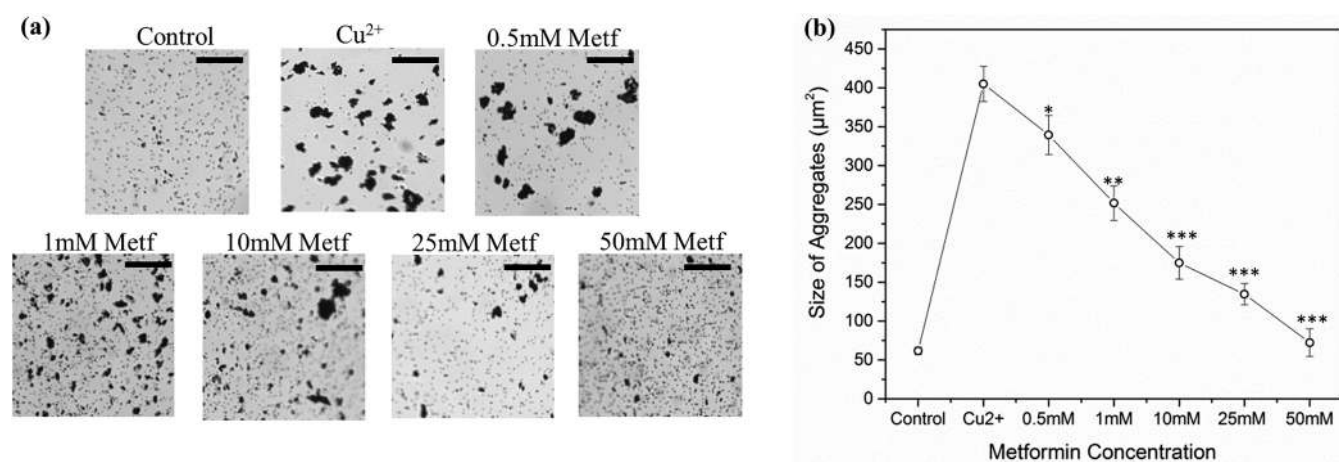 (a)
Control
Cu²⁺
0.5mM Metf
1mM Metf
10mM Metf
25mM Metf
50mM Metf
(b)
Size of Aggregates (µm²)
450
400
350
300
250
200
150
100
50
0
*
**
***
***
***
Control
Cu2+
0.5mM
1mM
10mM
25mM
50mM
Metformin Concentration